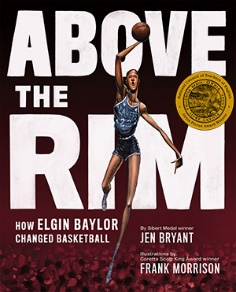 ABOVE
THE
RIM
HOW ELGIN BAYLOR
CHANGED BASKETBALL
By Sibert Medal winner
JEN BRYANT
Illustrations by
Coretta Scott King Award winner
FRANK MORRISON